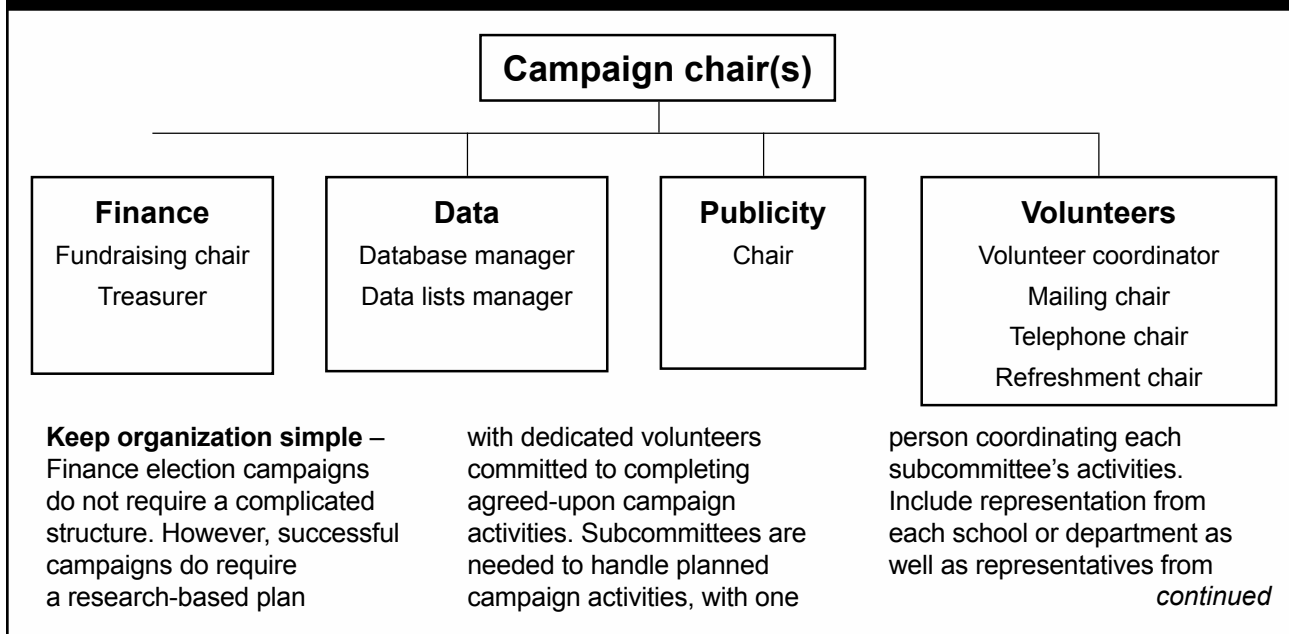 Campaign chair(s)
Finance
Fundraising chair
Treasurer
Data
Database manager
Data lists manager
Publicity
Chair
Volunteers
Volunteer coordinator
Mailing chair
Telephone chair
Refreshment chair
Keep organization simple –
Finance election campaigns
do not require a complicated
structure. However, successful
campaigns do require
a research-based plan
with dedicated volunteers
committed to completing
agreed-upon campaign
activities. Subcommittees are
needed to handle planned
campaign activities, with one
person coordinating each
subcommittee’s activities.
Include representation from
each school or department as
well as representatives from
continued